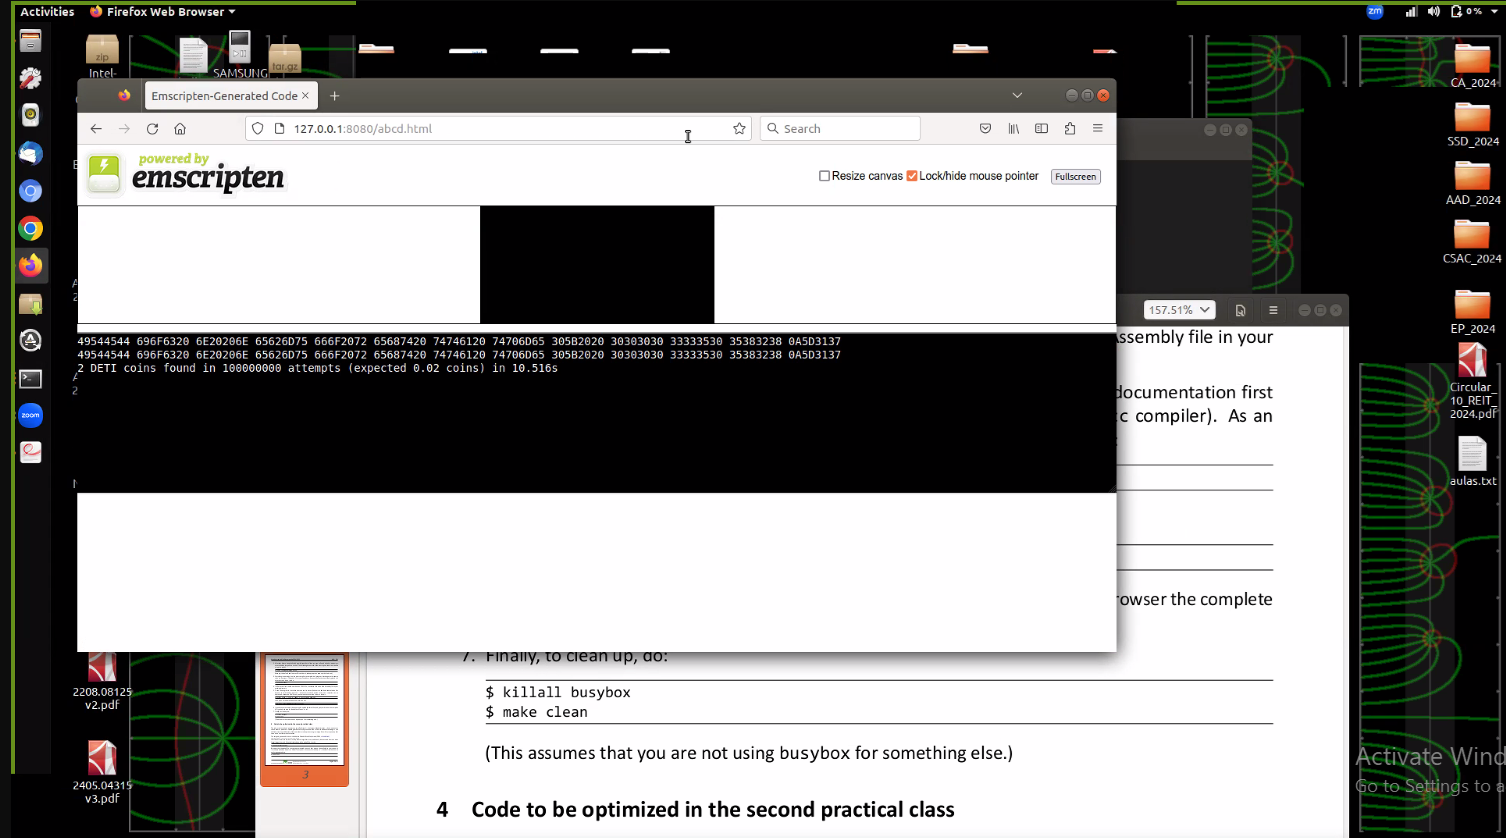 Activities Firefox Web Browser
zm 0 %
zip
Intel-
SAMSUNG
tar.gz
CA_2024
SSD_2024
AAD_2024
CSAC_2024
EP_2024
Circular_
10_REIT_
2024.pdf
aulas.txt
zoom
Emscripten-Generated Code
127.0.0.1:8080/abcd.html
Search
powered by
emscripten
Resize canvas Lock/hide mouse pointer Fullscreen
49544544 696F6320 6E20206E 65626D75 666F2072 65687420 74746120 74706D65 305B2020 30303030 33333530 35383238 0A5D3137
49544544 696F6320 6E20206E 65626D75 666F2072 65687420 74746120 74706D65 305B2020 30303030 33333530 35383238 0A5D3137
2 DETI coins found in 100000000 attempts (expected 0.02 coins) in 10.516s
157.51%
Assembly file in your
documentation first
compiler). As an
rowser the complete
7. Finally, to clean up, do:
$ killall busybox
$ make clean
(This assumes that you are not using busybox for something else.)
4 Code to be optimized in the second practical class
2208.08125
v2.pdf
2405.04315
v3.pdf
3
Activate Wind
Go to Settings to a